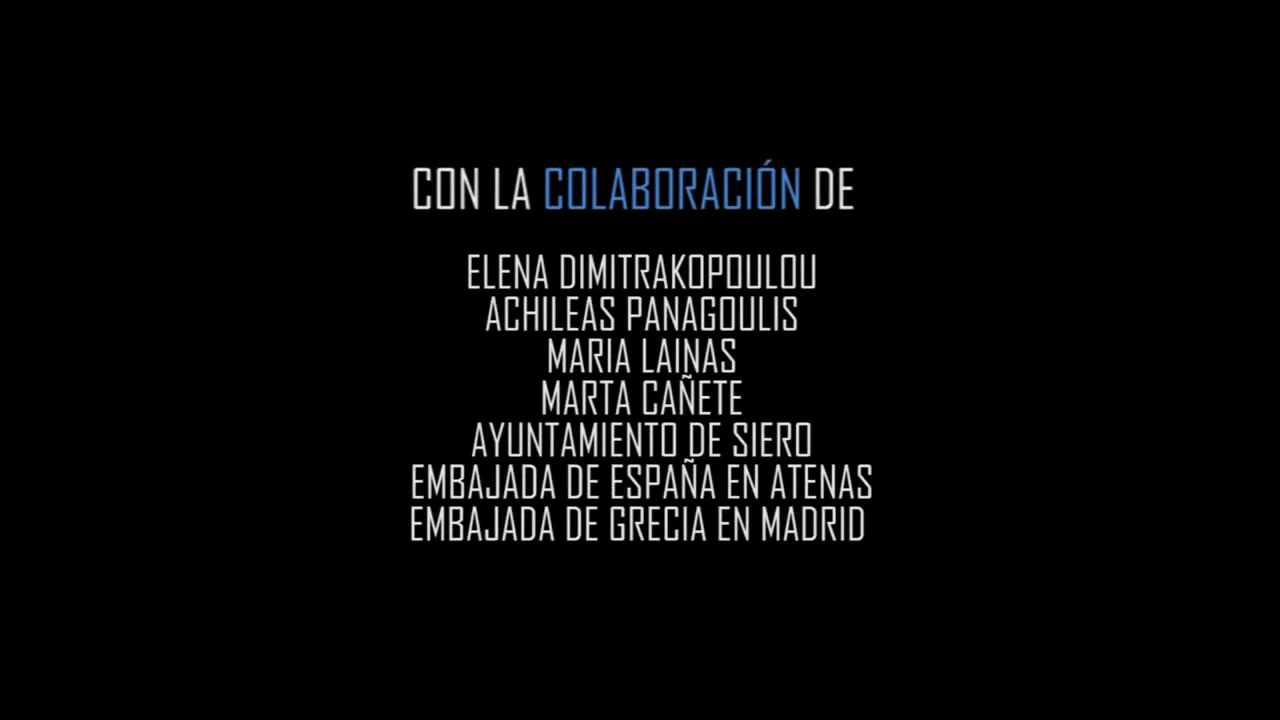 CON LA COLABORACIÓN DE
ELENA DIMITRAKOPOULOU
ACHILEAS PANAGOULIS
MARIA LAINAS
MARTA CAÑETE
AYUNTAMIENTO DE SIERO
EMBAJADA DE ESPAÑA EN ATENAS
EMBAJADA DE GRECIA EN MADRID